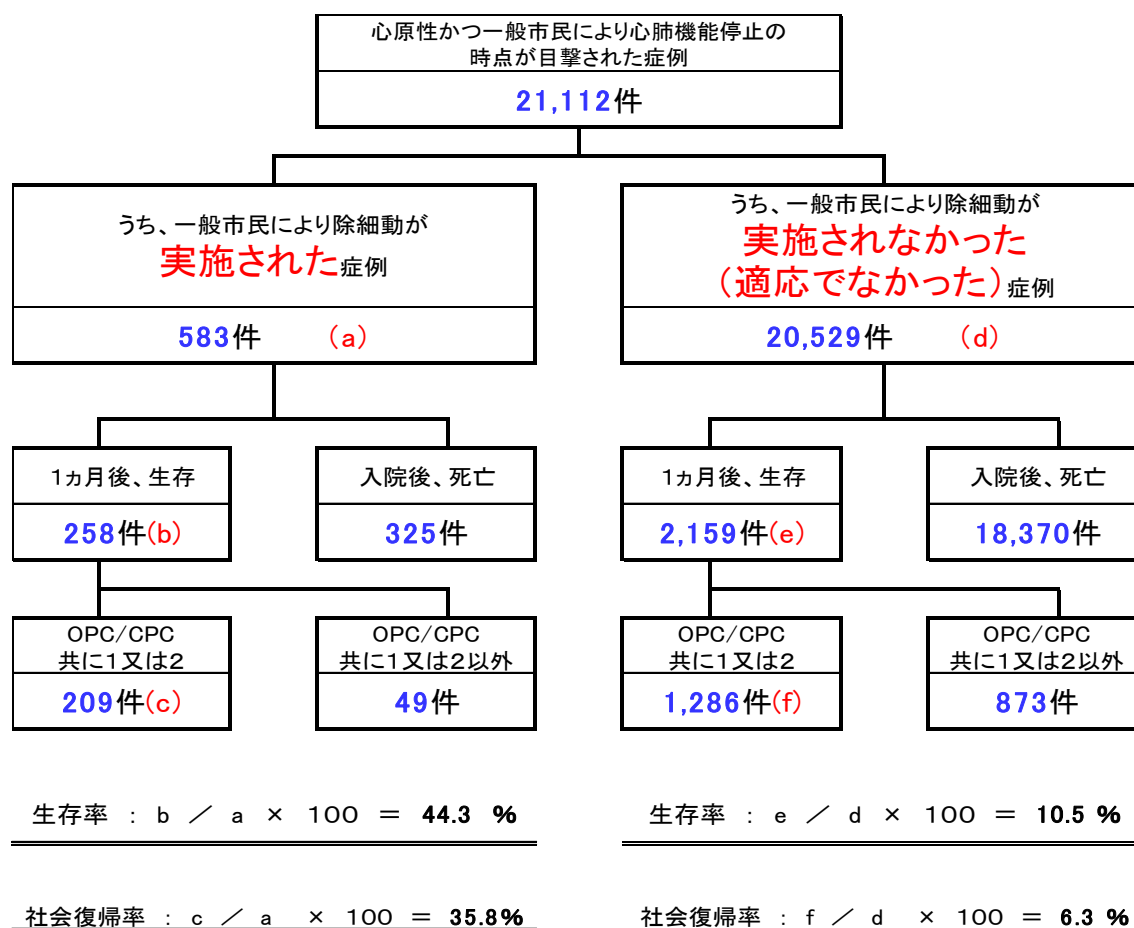 心原性かつ一般市民により心肺機能停止の
時点が目撃された症例
21,112件
うち、一般市民により除細動が
実施された症例
583件 (a)
うち、一般市民により除細動が
実施されなかった
(適応でなかった)症例
20,529件 (d)
1ヵ月後、生存
258件(b)
入院後、死亡
325件
1ヵ月後、生存
2,159件(e)
入院後、死亡
18,370件
OPC/CPC
共に1又は2
209件(c)
OPC/CPC
共に1又は2以外
49件
OPC/CPC
共に1又は2
1,286件(f)
OPC/CPC
共に1又は2以外
873件
生存率 : b / a × 100 = 44.3 %
生存率 : e / d × 100 = 10.5 %
社会復帰率 : c / a × 100 = 35.8%
社会復帰率 : f / d × 100 = 6.3 %